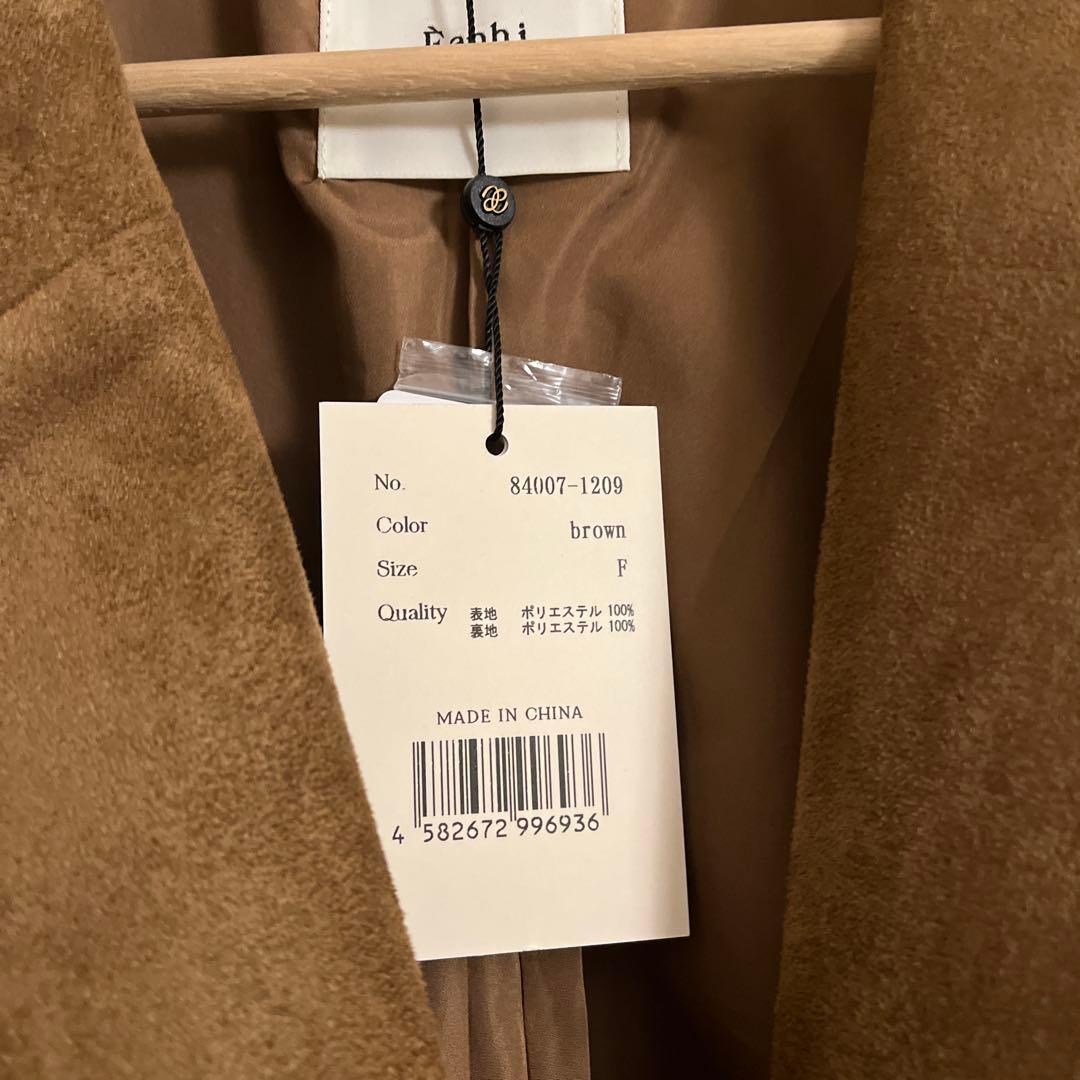 Èanhi
No. 84007-1209
Color brown
Size F
Quality 表地 ポリエステル 100%
裏地 ポリエステル 100%
MADE IN CHINA
4 582672 996936